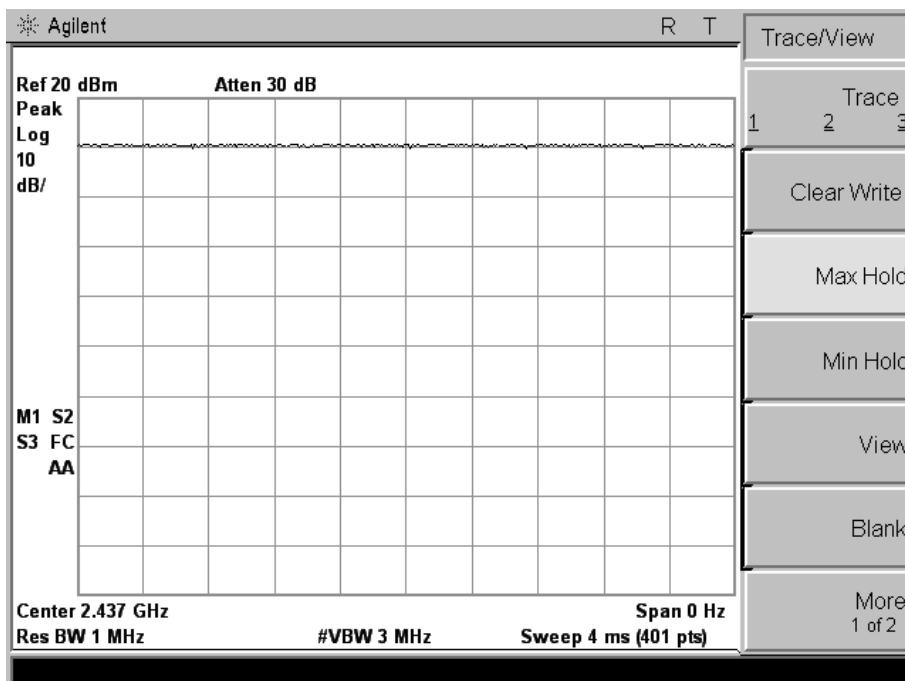 Agilent R T
Ref 20 dBm Atten 30 dB
Peak
Log
10
dB/
M1 S2
S3 FC
AA
Center 2.437 GHz Span 0 Hz
Res BW 1 MHz #VBW 3 MHz Sweep 4 ms (401 pts)
Trace/View
Trace
1 2 3
Clear Write
Max Hold
Min Hold
View
Blank
More
1 of 2